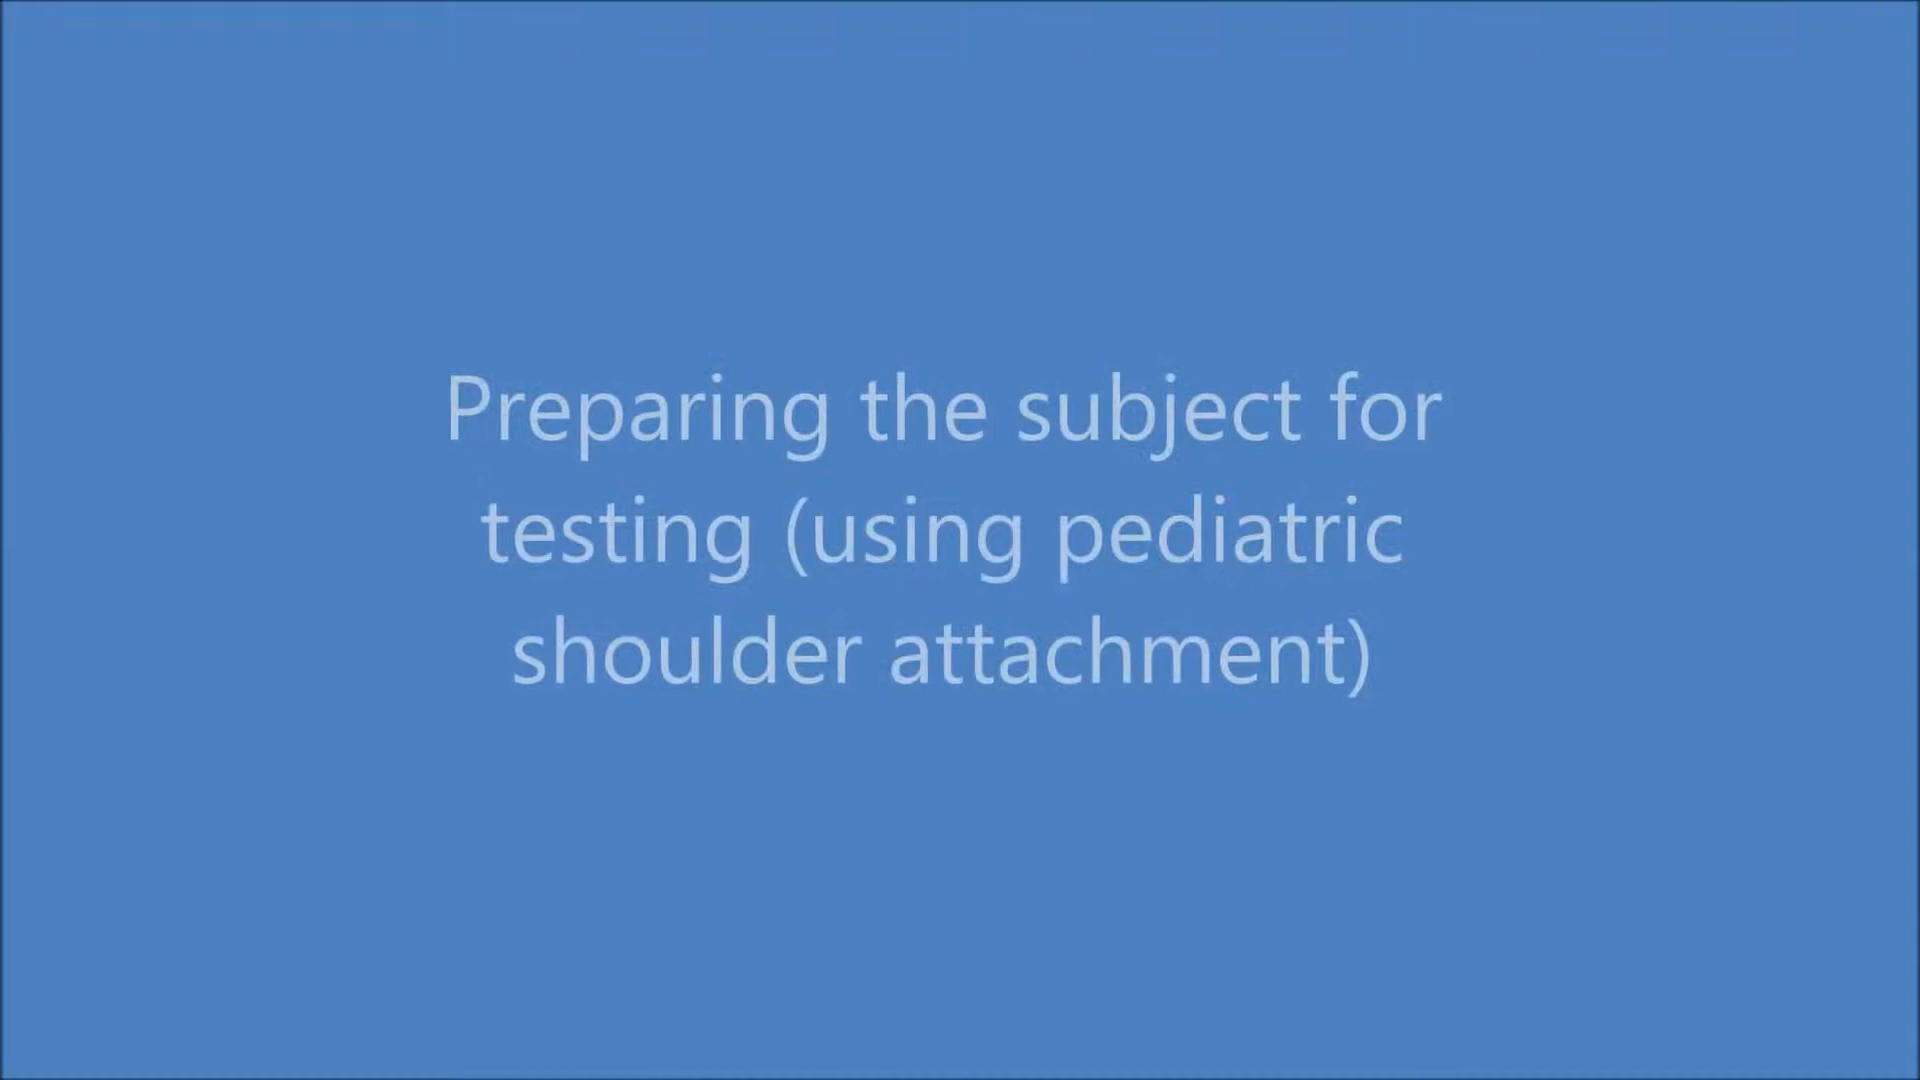 Preparing the subject for
testing (using pediatric
shoulder attachment)